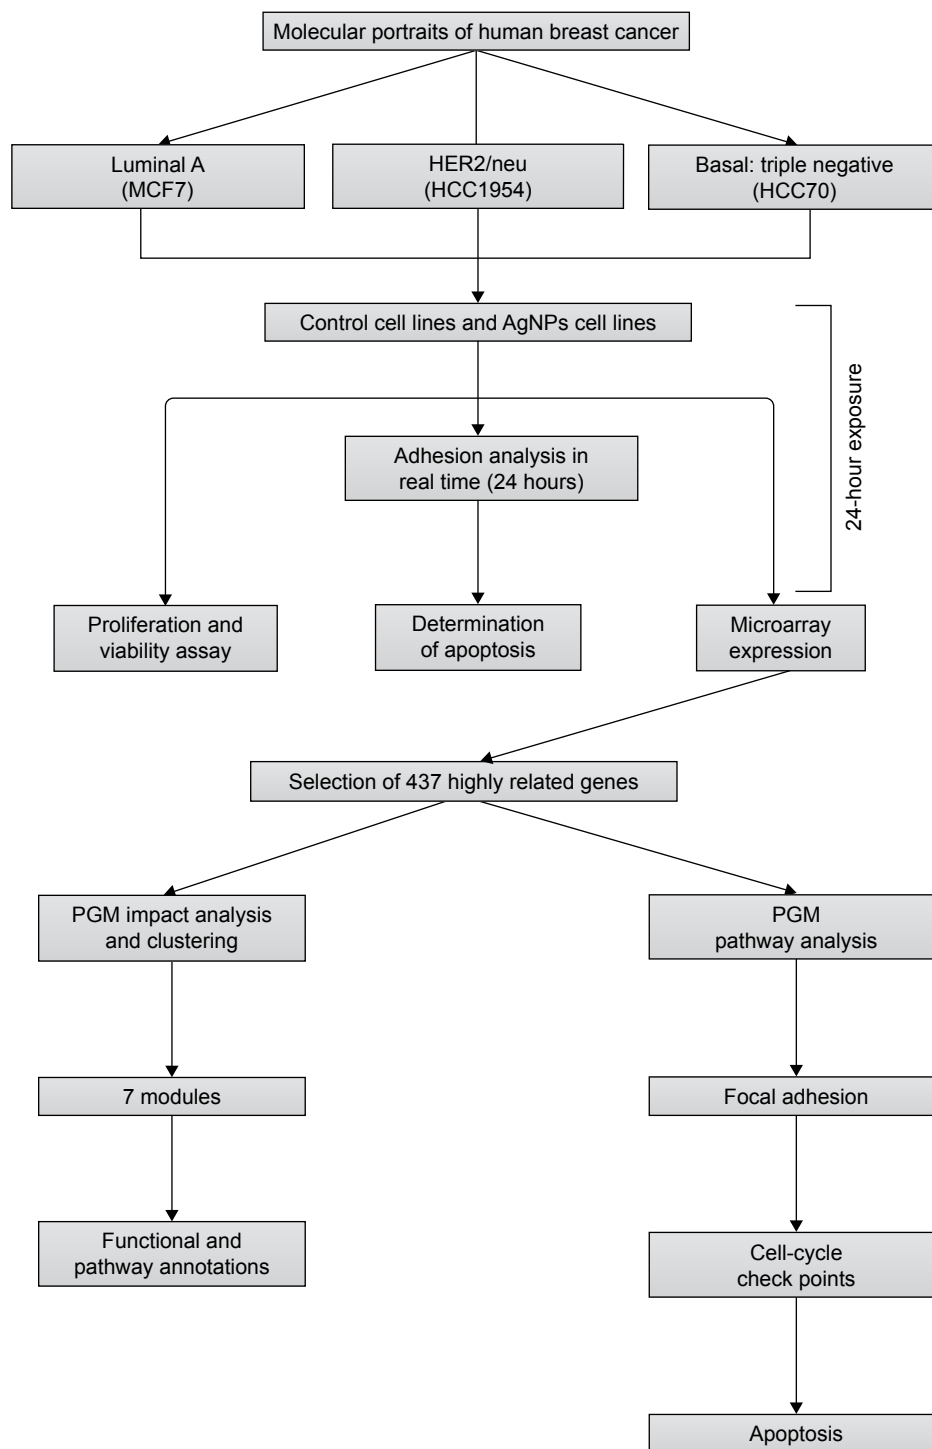 Molecular portraits of human breast cancer
Luminal A
(MCF7)
HER2/neu
(HCC1954)
Basal: triple negative
(HCC70)
Control cell lines and AgNPs cell lines
24-hour exposure
Adhesion analysis in
real time (24 hours)
Proliferation and
viability assay
Determination
of apoptosis
Microarray
expression
Selection of 437 highly related genes
PGM impact analysis
and clustering
PGM
pathway analysis
7 modules
Focal adhesion
Functional and
pathway annotations
Cell-cycle
check points
Apoptosis